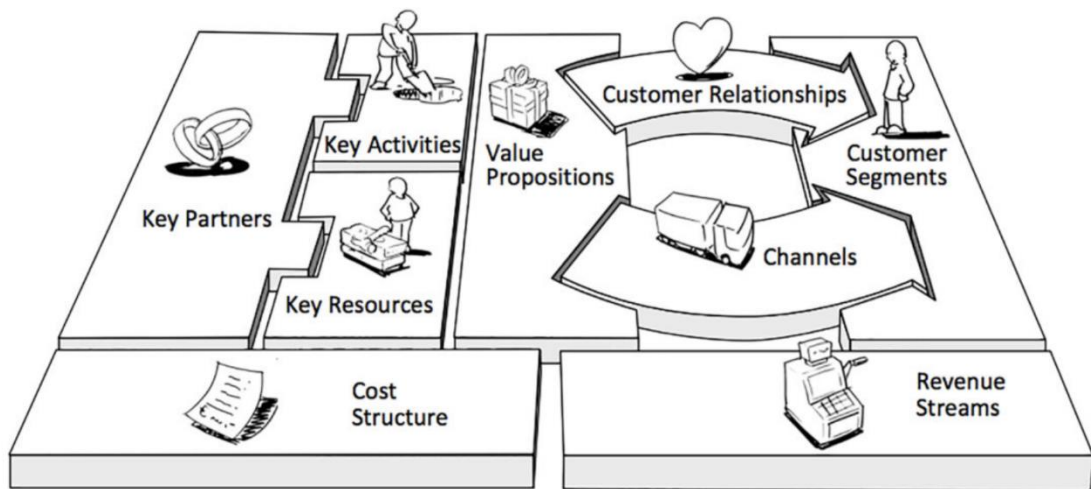 Key Partners
Key Activities
Key Resources
Value
Propositions
Customer Relationships
Channels
Customer
Segments
Cost
Structure
Revenue
Streams